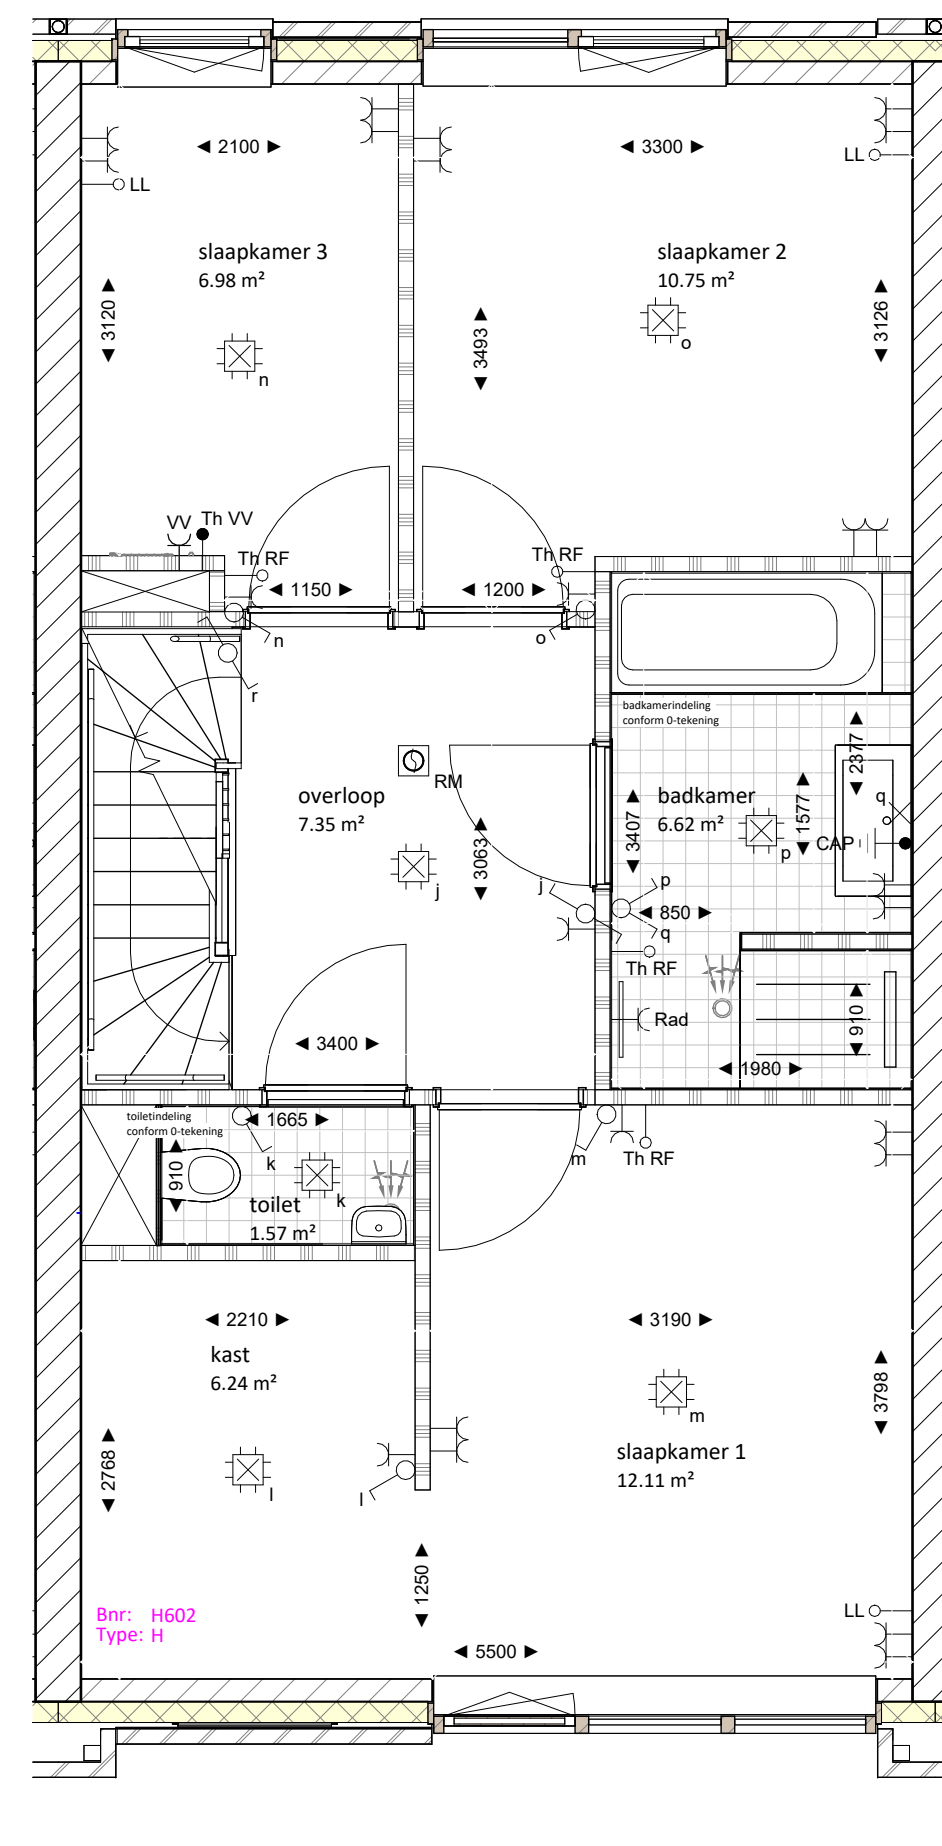 ◄ 2100 ►
◄ 3300 ►
LL
LL
slaapkamer 3
6.98 m²
slaapkamer 2
10.75 m²
◄ 3120 ►
◄ 3493 ►
◄ 3126 ►
n
o
VV
Th VV
Th RF
Th RF
◄ 1150 ►
◄ 1200 ►
n
o
r
badkamerindeling
conform 0-tekening
◄ 2377 ►
RM
overloop
7.35 m²
badkamer
6.62 m²
◄ 3063 ►
◄ 3407 ►
◄ 1577 ►
q
p
CAP
j
j
p
◄ 850 ►
q
Th RF
Rad
◄ 910 ►
◄ 3400 ►
◄ 1980 ►
toiletindeling
conform 0-tekening
◄ 1665 ►
◄ 910 ►
k
k
toilet
1.57 m²
m
Th RF
◄ 2210 ►
◄ 3190 ►
kast
6.24 m²
◄ 3798 ►
m
slaapkamer 1
12.11 m²
◄ 2768 ►
l
l
◄ 1250 ►
Bnr: H602
Type: H
LL
◄ 5500 ►